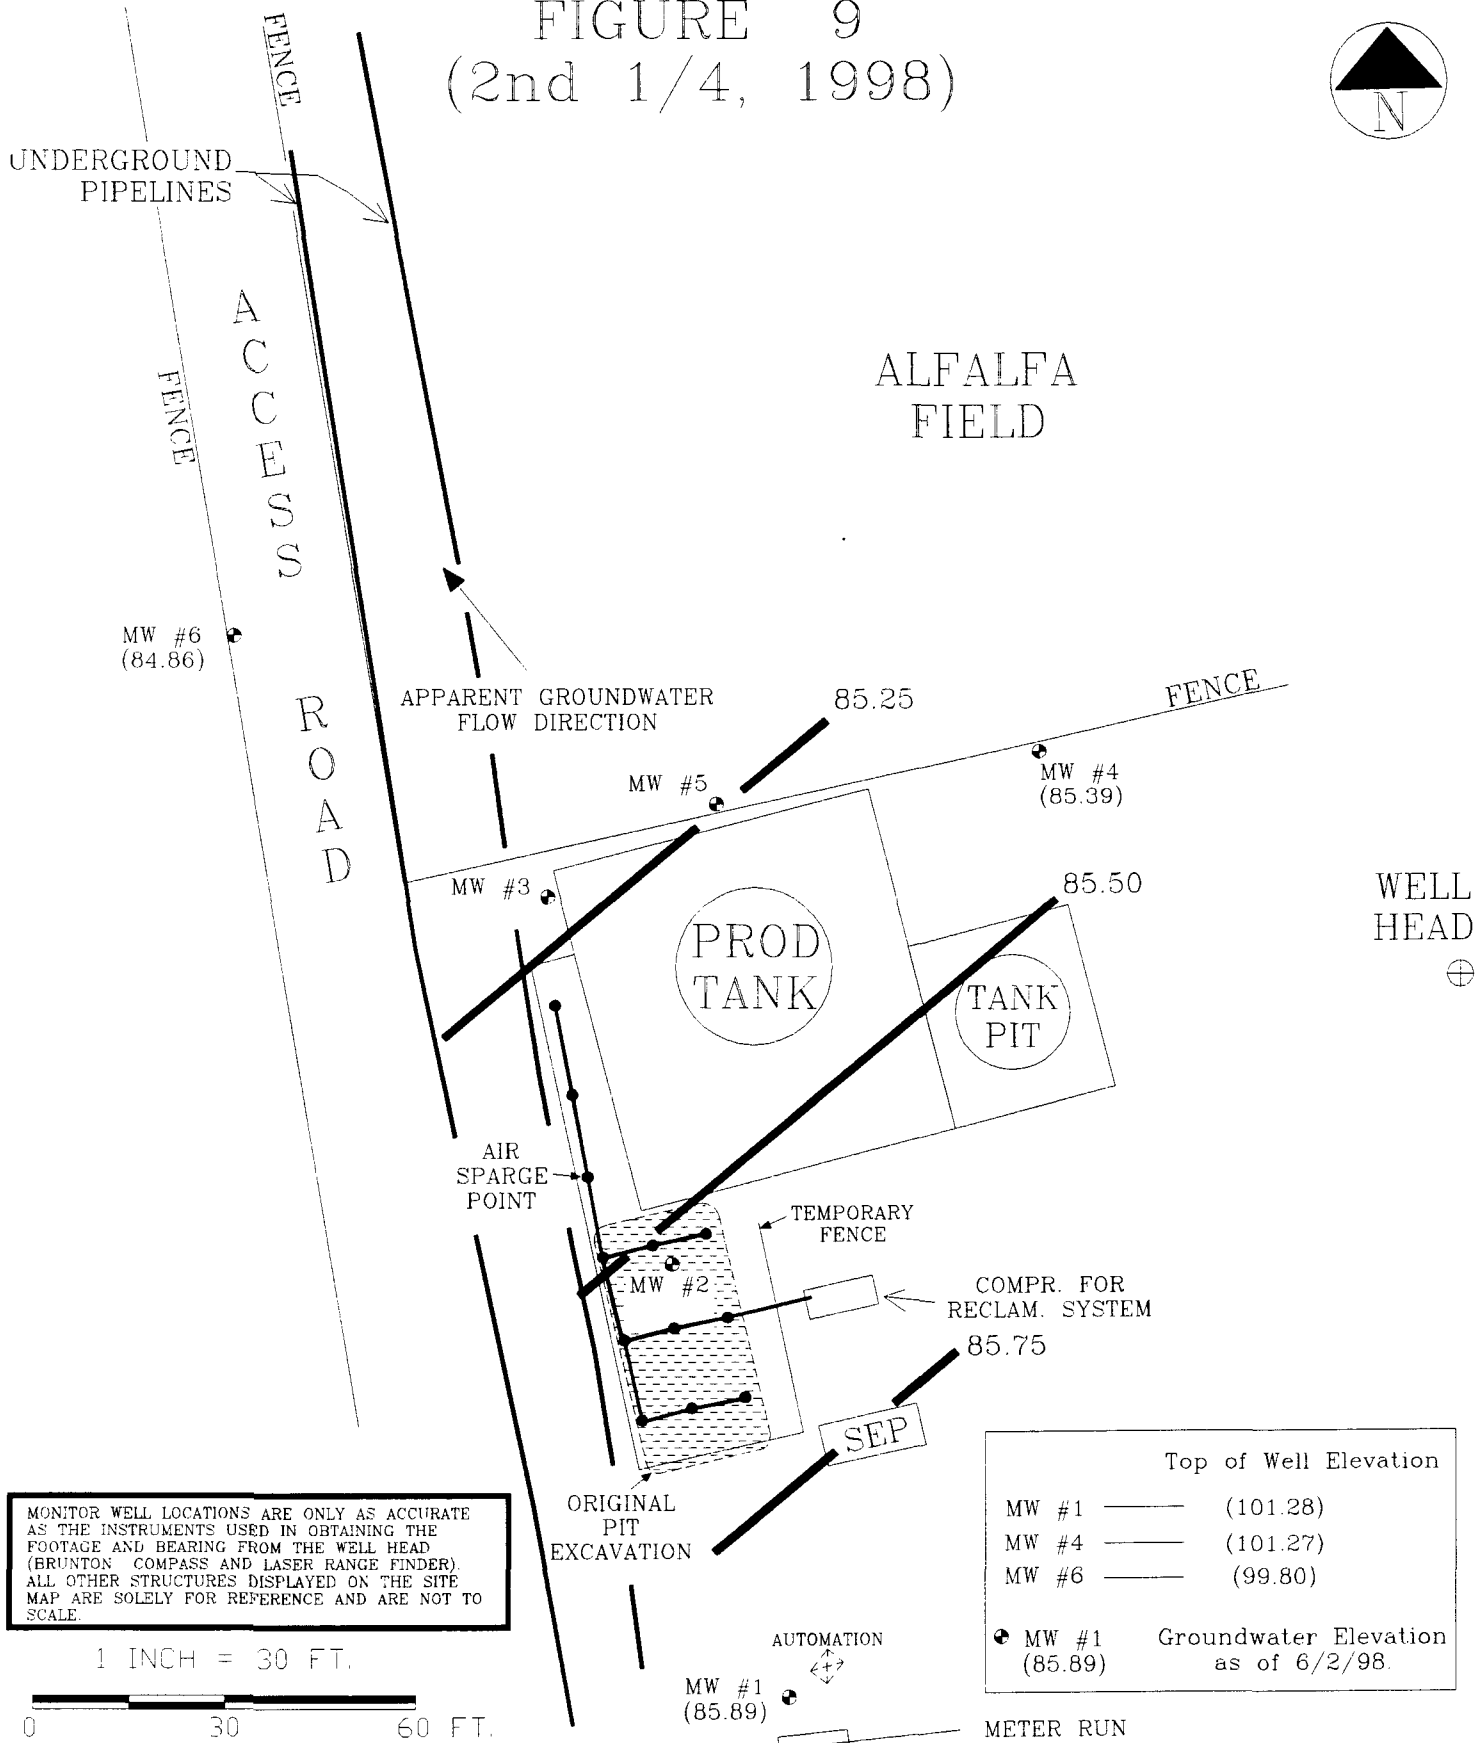 FIGURE 9
(2nd 1/4, 1998)
N
FENCE
UNDERGROUND
PIPELINES
ACCESS
ROAD
FENCE
ALFALFA
FIELD
MW #6
(84.86)
APPARENT GROUNDWATER
FLOW DIRECTION
85.25
FENCE
MW #5
MW #4
(85.39)
MW #3
85.50
WELL
HEAD
PROD
TANK
TANK
PIT
AIR
SPARGE
POINT
TEMPORARY
FENCE
MW #2
COMPR. FOR
RECLAM. SYSTEM
85.75
SEP
ORIGINAL
PIT
EXCAVATION
Top of Well Elevation
MW #1 (101.28)
MW #4 (101.27)
MW #6 (99.80)
MW #1 Groundwater Elevation
(85.89) as of 6/2/98.
MONITOR WELL LOCATIONS ARE ONLY AS ACCURATE
AS THE INSTRUMENTS USED IN OBTAINING THE
FOOTAGE AND BEARING FROM THE WELL HEAD
(BRUNTON COMPASS AND LASER RANGE FINDER).
ALL OTHER STRUCTURES DISPLAYED ON THE SITE
MAP ARE SOLELY FOR REFERENCE AND ARE NOT TO
SCALE.
1 INCH = 30 FT.
0 30 60 FT.
AUTOMATION
MW #1
(85.89)
METER RUN